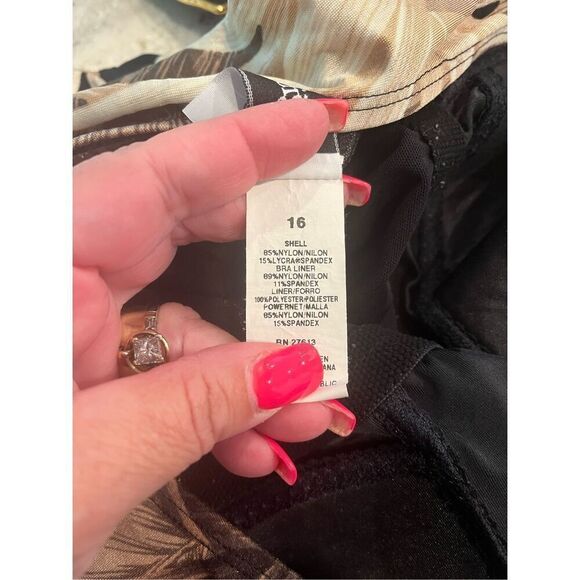 16
SHELL
85%NYLON/NILON
15%LYCRA®SPANDEX
BRA LINER
89%NYLON/NILON
11%SPANDEX
LINER/FORRO
100%POLYESTER/POLIESTER
POWERNET/MALLA
85%NYLON/NILON
15%SPANDEX
RN 27613